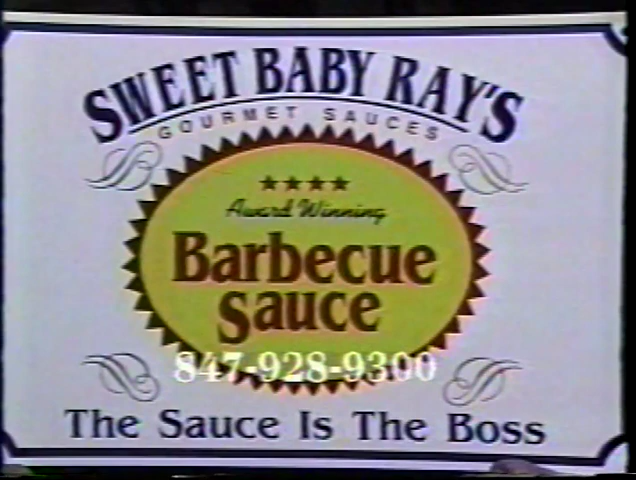 SWEET BABY RAY'S
GOURMET SAUCES
Award Winning
Barbecue
Sauce
847-928-9300
The Sauce Is The Boss